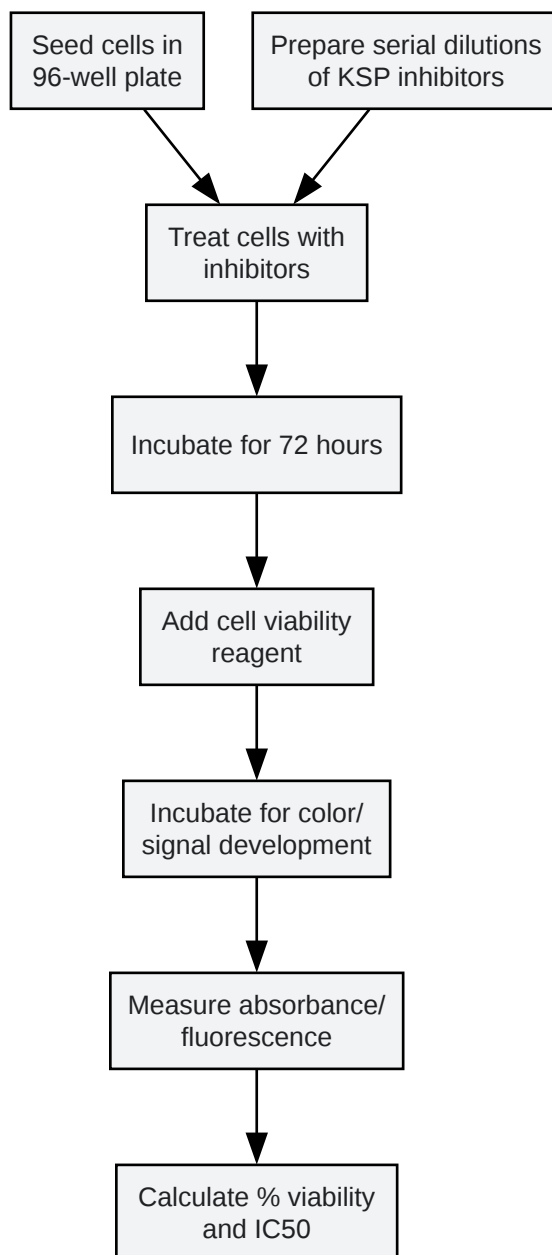 Seed cells in
96-well plate
Prepare serial dilutions
of KSP inhibitors
Treat cells with
inhibitors
Incubate for 72 hours
Add cell viability
reagent
Incubate for color/
signal development
Measure absorbance/
fluorescence
Calculate % viability
and IC50